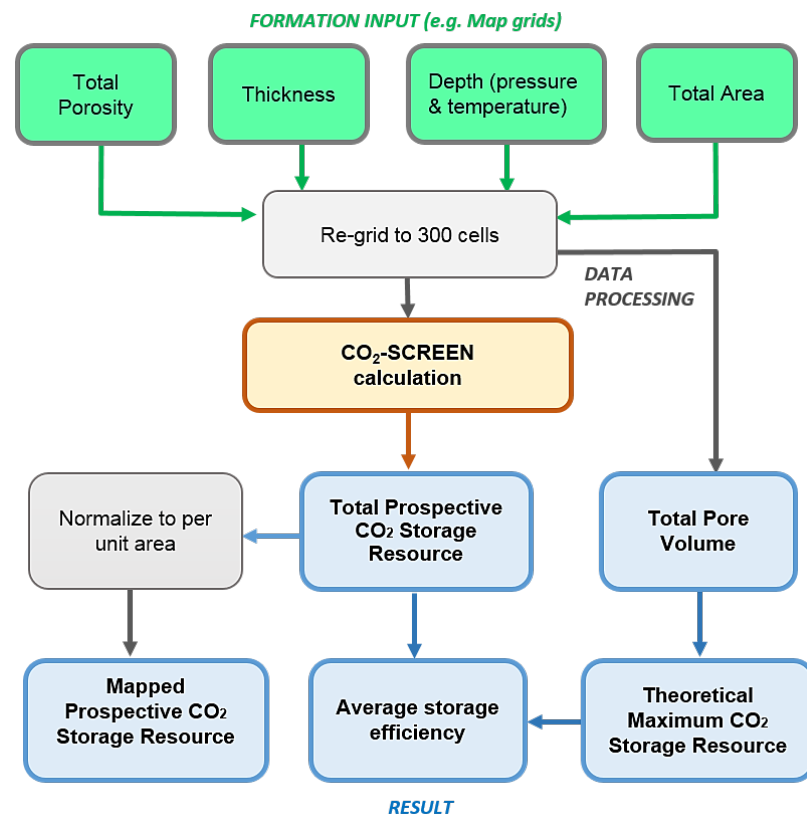 FORMATION INPUT (e.g. Map grids)
Total
Porosity
Thickness
Depth (pressure
& temperature)
Total Area
Re-grid to 300 cells
DATA
PROCESSING
CO₂-SCREEN
calculation
Normalize to per
unit area
Total Prospective
CO₂ Storage
Resource
Total Pore
Volume
Mapped
Prospective CO₂
Storage Resource
Average storage
efficiency
Theoretical
Maximum CO₂
Storage Resource
RESULT